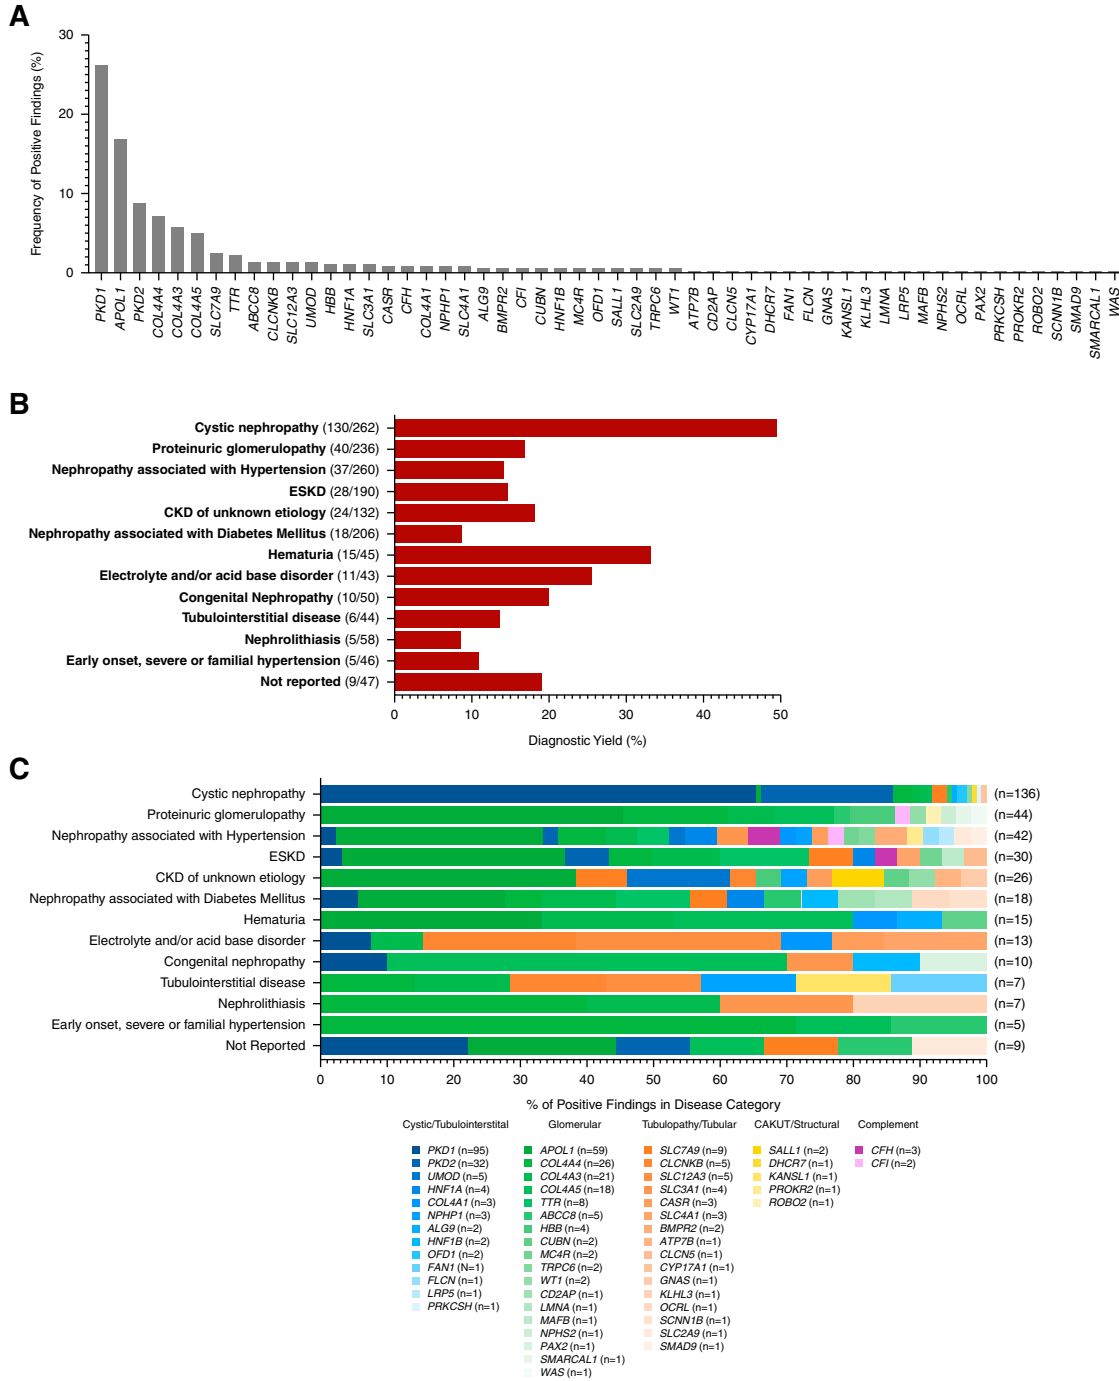 A
30
20
10
0
Frequency of Positive Findings (%)
PKD1
APOL1
PKD2
COL4A4
COL4A3
COL4A5
SLC7A9
TTR
ABCC8
CLCNKB
SLC12A3
UMOD
HBB
HNF1A
SLC3A1
CASR
CFH
COL4A1
NPHP1
SLC4A1
ALG9
BMPR2
CFI
CUBN
HNF1B
MC4R
OFD1
SALL1
SLC2A9
TRPC6
WT1
ATP7B
CD2AP
CLCN5
CYP17A1
DHCR7
FAN1
FLCN
GNAS
KANSL1
KLHL3
LMNA
LRP5
MAFB
NPHS2
OCRL
PAX2
PRKCSH
PROKR2
ROBO2
SCNN1B
SMAD9
SMARCAL1
WAS
B
Cystic nephropathy (130/262)
Proteinuric glomerulopathy (40/236)
Nephropathy associated with Hypertension (37/260)
ESKD (28/190)
CKD of unknown etiology (24/132)
Nephropathy associated with Diabetes Mellitus (18/206)
Hematuria (15/45)
Electrolyte and/or acid base disorder (11/43)
Congenital Nephropathy (10/50)
Tubulointerstitial disease (6/44)
Nephrolithiasis (5/58)
Early onset, severe or familial hypertension (5/46)
Not reported (9/47)
0 10 20 30 40 50
Diagnostic Yield (%)
C
Cystic nephropathy (n=136)
Proteinuric glomerulopathy (n=44)
Nephropathy associated with Hypertension (n=42)
ESKD (n=30)
CKD of unknown etiology (n=26)
Nephropathy associated with Diabetes Mellitus (n=18)
Hematuria (n=15)
Electrolyte and/or acid base disorder (n=13)
Congenital nephropathy (n=10)
Tubulointerstitial disease (n=7)
Nephrolithiasis (n=7)
Early onset, severe or familial hypertension (n=5)
Not Reported (n=9)
0 10 20 30 40 50 60 70 80 90 100
% of Positive Findings in Disease Category
Cystic/Tubulointerstital
PKD1 (n=95)
PKD2 (n=32)
UMOD (n=5)
HNF1A (n=4)
COL4A1 (n=3)
NPHP1 (n=3)
ALG9 (n=2)
HNF1B (n=2)
OFD1 (n=2)
FAN1 (N=1)
FLCN (n=1)
LRP5 (n=1)
PRKCSH (n=1)
Glomerular
APOL1 (n=59)
COL4A4 (n=26)
COL4A3 (n=21)
COL4A5 (n=18)
TTR (n=8)
ABCC8 (n=5)
HBB (n=4)
CUBN (n=2)
MC4R (n=2)
TRPC6 (n=2)
WT1 (n=2)
CD2AP (n=1)
LMNA (n=1)
MAFB (n=1)
NPHS2 (n=1)
PAX2 (n=1)
SMARCAL1 (n=1)
WAS (n=1)
Tubulopathy/Tubular
SLC7A9 (n=9)
CLCNKB (n=5)
SLC12A3 (n=5)
SLC3A1 (n=4)
CASR (n=3)
SLC4A1 (n=3)
BMPR2 (n=2)
ATP7B (n=1)
CLCN5 (n=1)
CYP17A1 (n=1)
GNAS (n=1)
KLHL3 (n=1)
OCRL (n=1)
SCNN1B (n=1)
SLC2A9 (n=1)
SMAD9 (n=1)
CAKUT/Structural
SALL1 (n=2)
DHCR7 (n=1)
KANSL1 (n=1)
PROKR2 (n=1)
ROBO2 (n=1)
Complement
CFH (n=3)
CFI (n=2)